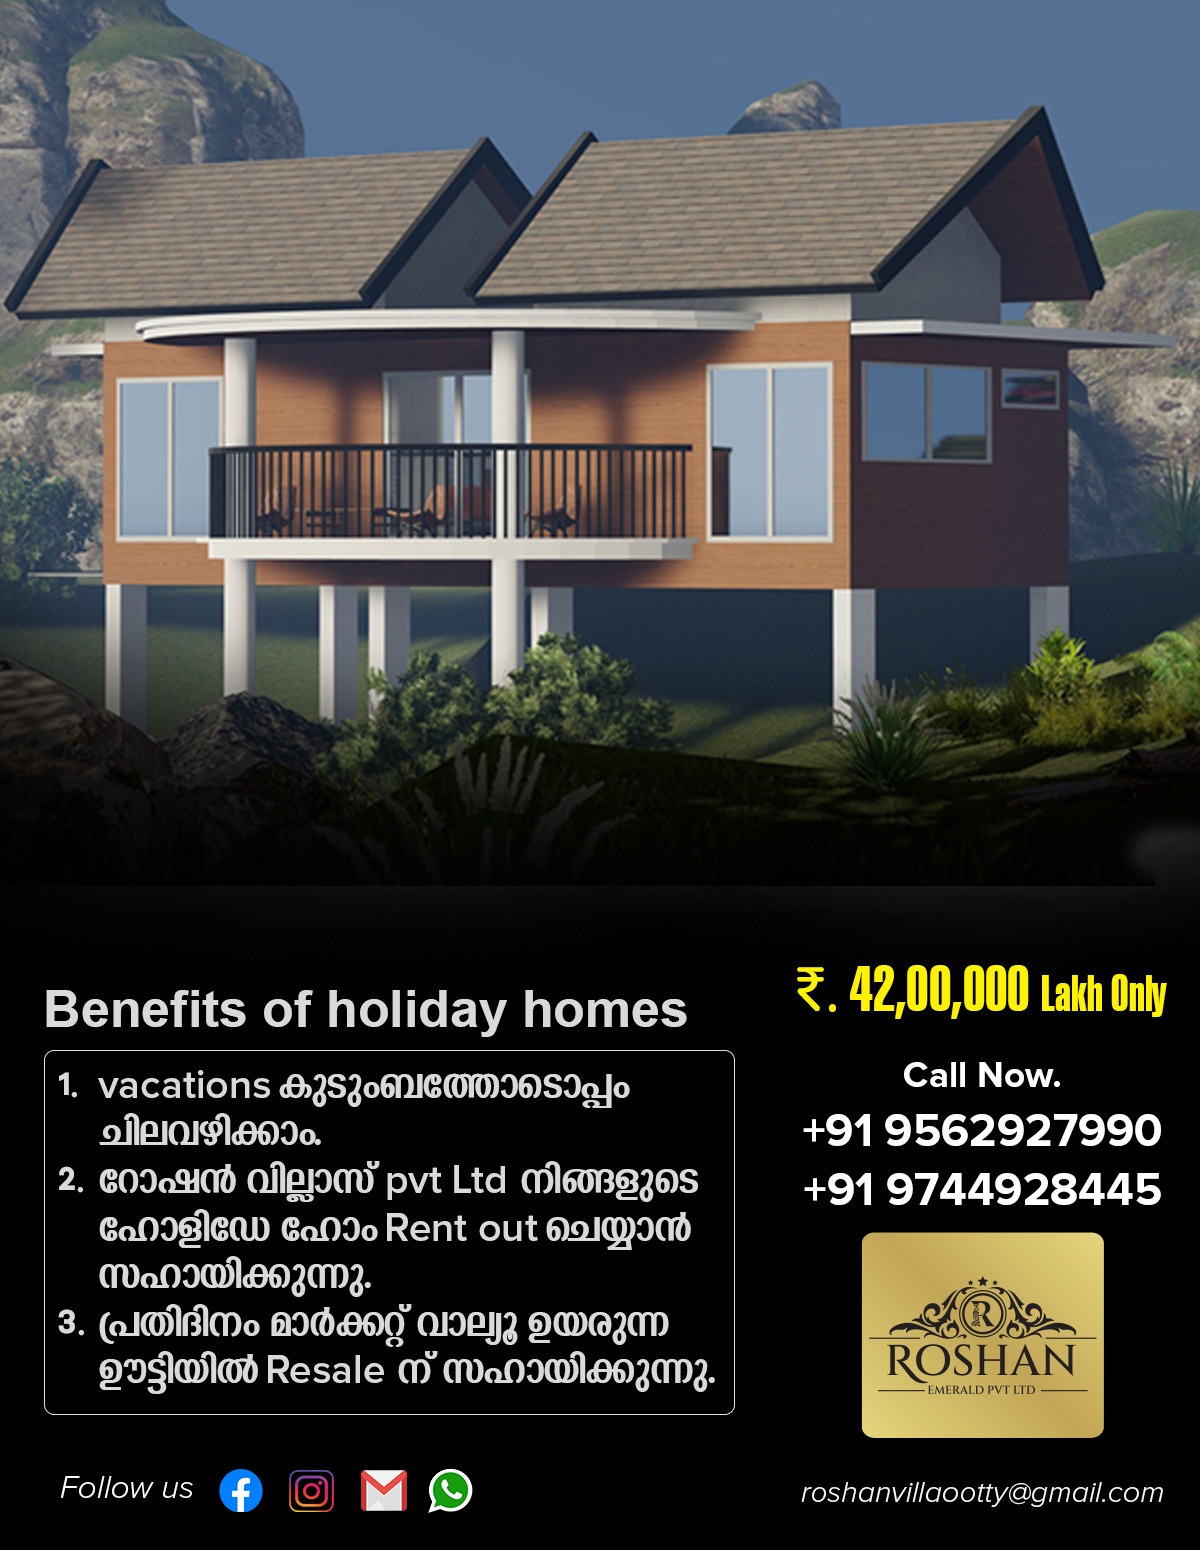 Benefits of holiday homes
1. vacations കുടുംബത്തോടൊപ്പം
ചിലവഴിക്കാം.
2. റോഷൻ വില്ലാസ് pvt Ltd നിങ്ങളുടെ
ഹോളിഡേ ഹോം Rent out ചെയ്യാൻ
സഹായിക്കുന്നു.
3. പ്രതിദിനം മാർക്കറ്റ് വാല്യൂ ഉയരുന്ന
ഊട്ടിയിൽ Resale ന് സഹായിക്കുന്നു.
₹. 42,00,000 Lakh Only
Call Now.
+91 9562927990
+91 9744928445
R
ROSHAN
EMERALD PVT LTD
Follow us
roshanvillaootty@gmail.com